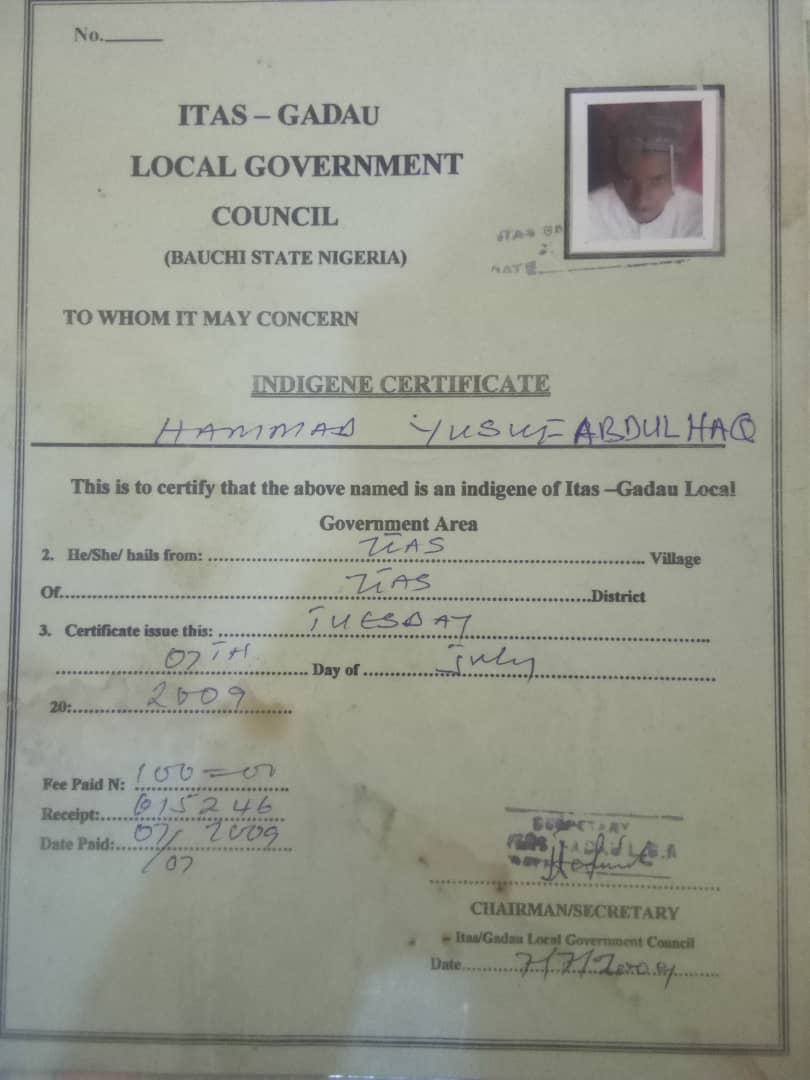 No.______
ITAS – GADAU
LOCAL GOVERNMENT
COUNCIL
(BAUCHI STATE NIGERIA)
ITAS
DATE
TO WHOM IT MAY CONCERN
INDIGENE CERTIFICATE
HAMMAD YUSUF ABDULHAQ
This is to certify that the above named is an indigene of Itas –Gadau Local
Government Area
2. He/She/ hails from: ITAS Village
Of ITAS District
3. Certificate issue this: TUESDAY
07TH Day of July
20: 2009
Fee Paid N: 100=00
Receipt: 015246
Date Paid: 07/07 2009
SECRETARY
ITAS GADAU L.G.A
CHAIRMAN/SECRETARY
Itas/Gadau Local Government Council
Date 7/7/2009